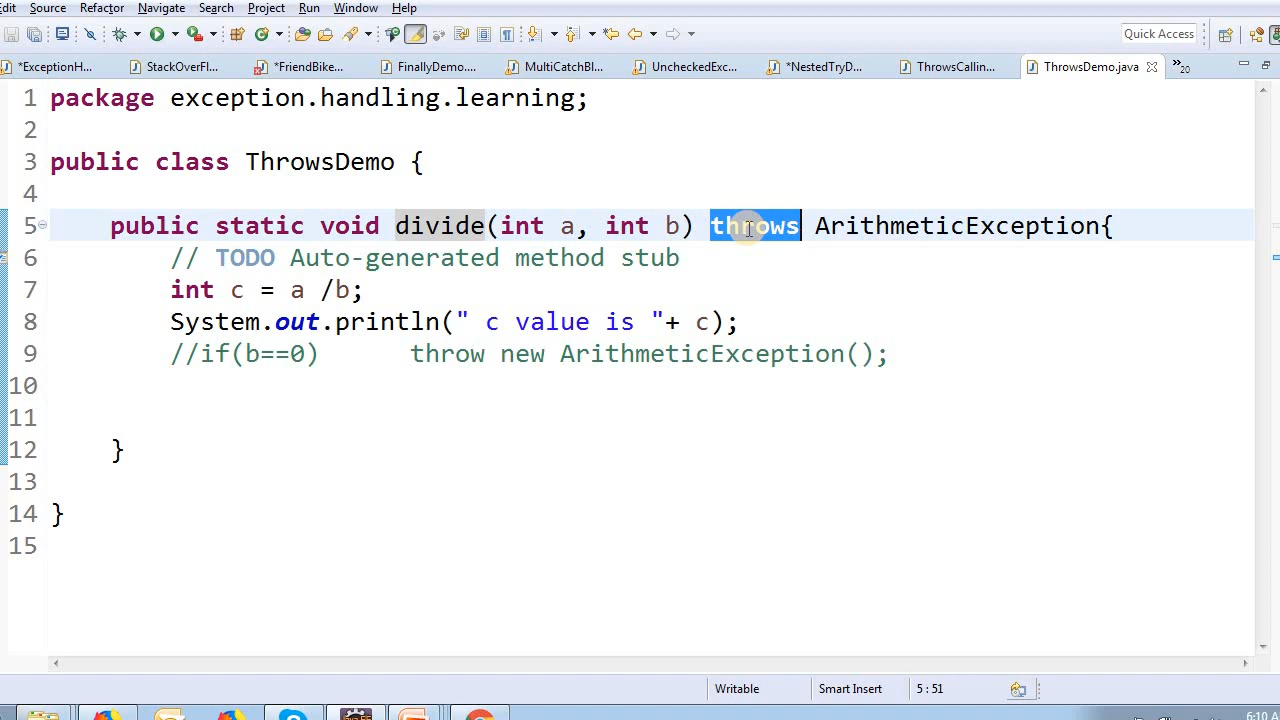 dit Source Refactor Navigate Search Project Run Window Help
Quick Access
*ExceptionH... StackOverFl... *FriendBike... FinallyDemo.... MultiCatchBl... UncheckedExc... *NestedTryD... ThrowsCallin... ThrowsDemo.java »20
1 package exception.handling.learning;
2
3 public class ThrowsDemo {
4
5 public static void divide(int a, int b) throws ArithmeticException{
6 // TODO Auto-generated method stub
7 int c = a /b;
8 System.out.println(" c value is "+ c);
9 //if(b==0) throw new ArithmeticException();
10
11
12 }
13
14 }
15
Writable Smart Insert 5 : 51
6:10 A